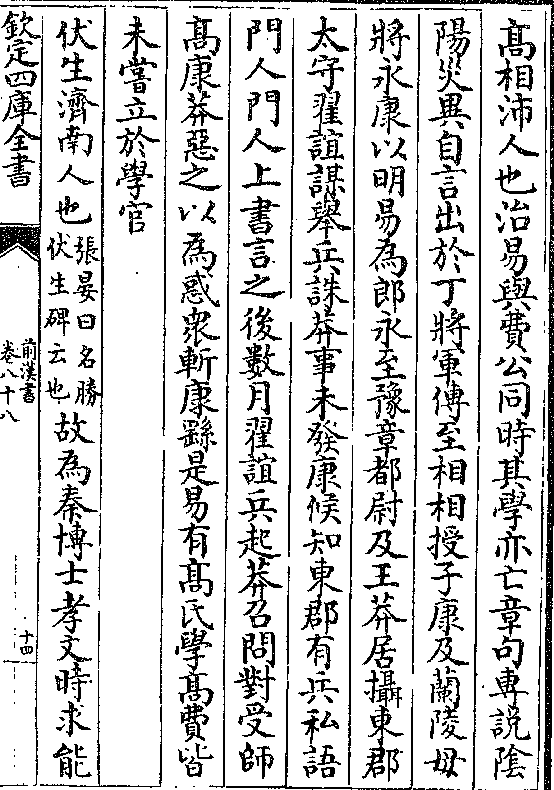 高相沛人也治易與費公同時其學亦亡章句專說陰
陽災異自言出於丁將軍傳至相相授子康及蘭陵毋
將永康以明易為郎永至豫章都尉及王莽居攝東郡
太守翟誼謀舉兵誅莽事未發康候知東郡有兵私語
門人門人上書言之後數月翟誼兵起莽召問對受師
髙康莽惡之以為惑衆斬康繇是易有髙氏學髙費皆
未嘗立於學官
伏生濟南人也張晏曰名勝伏生碑云也故為秦博士孝文時求能
欽定四庫全書
前漢書
卷八十八
十四